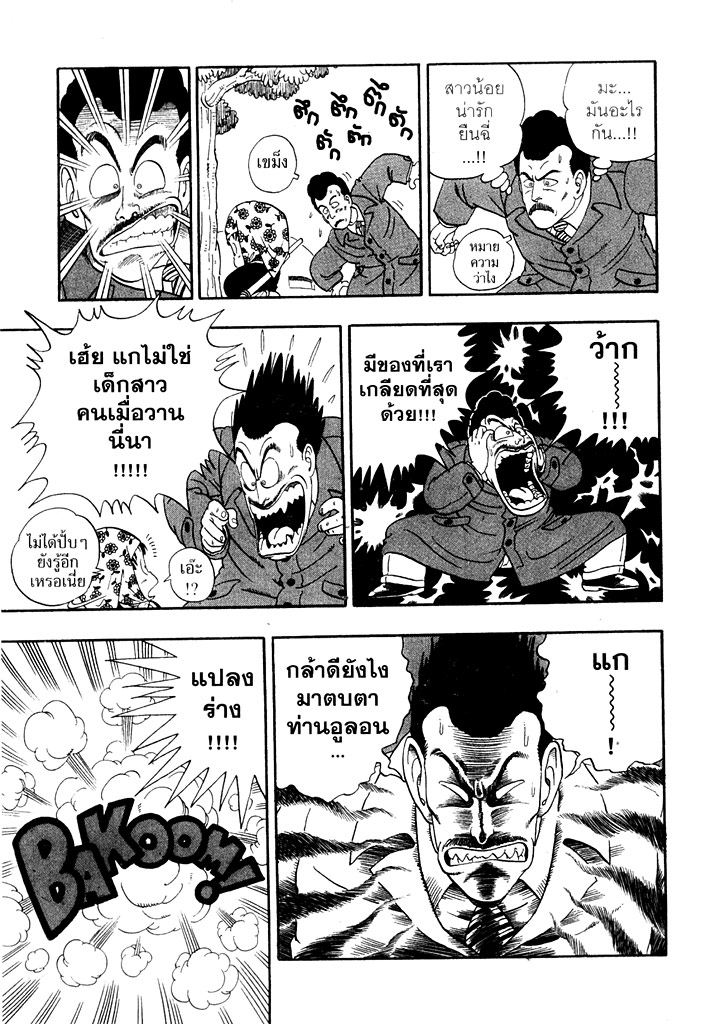 มะ...
มันอะไร
กัน...!!
สาวน้อย
น่ารัก
ยืนฉี่
...!!
หมาย
ความ
ว่าไง
ตึก
ตึก
ตึก
ตัก
ตัก
ตัก
เขม็ง
ว้าก
!!!
มีของที่เรา
เกลียดที่สุด
ด้วย!!!
เฮ้ย แกไม่ใช่
เด็กสาว
คนเมื่อวาน
นี่นา
!!!!!
เอ๊ะ
!?
ไม่ได้ปั้บๆ
ยังรู้อีก
เหรอเนี่ย
แก
!
กล้าดียังไง
มาตบตา
ท่านอูลอน
...
แปลง
ร่าง
!!!!
BAKOOM!